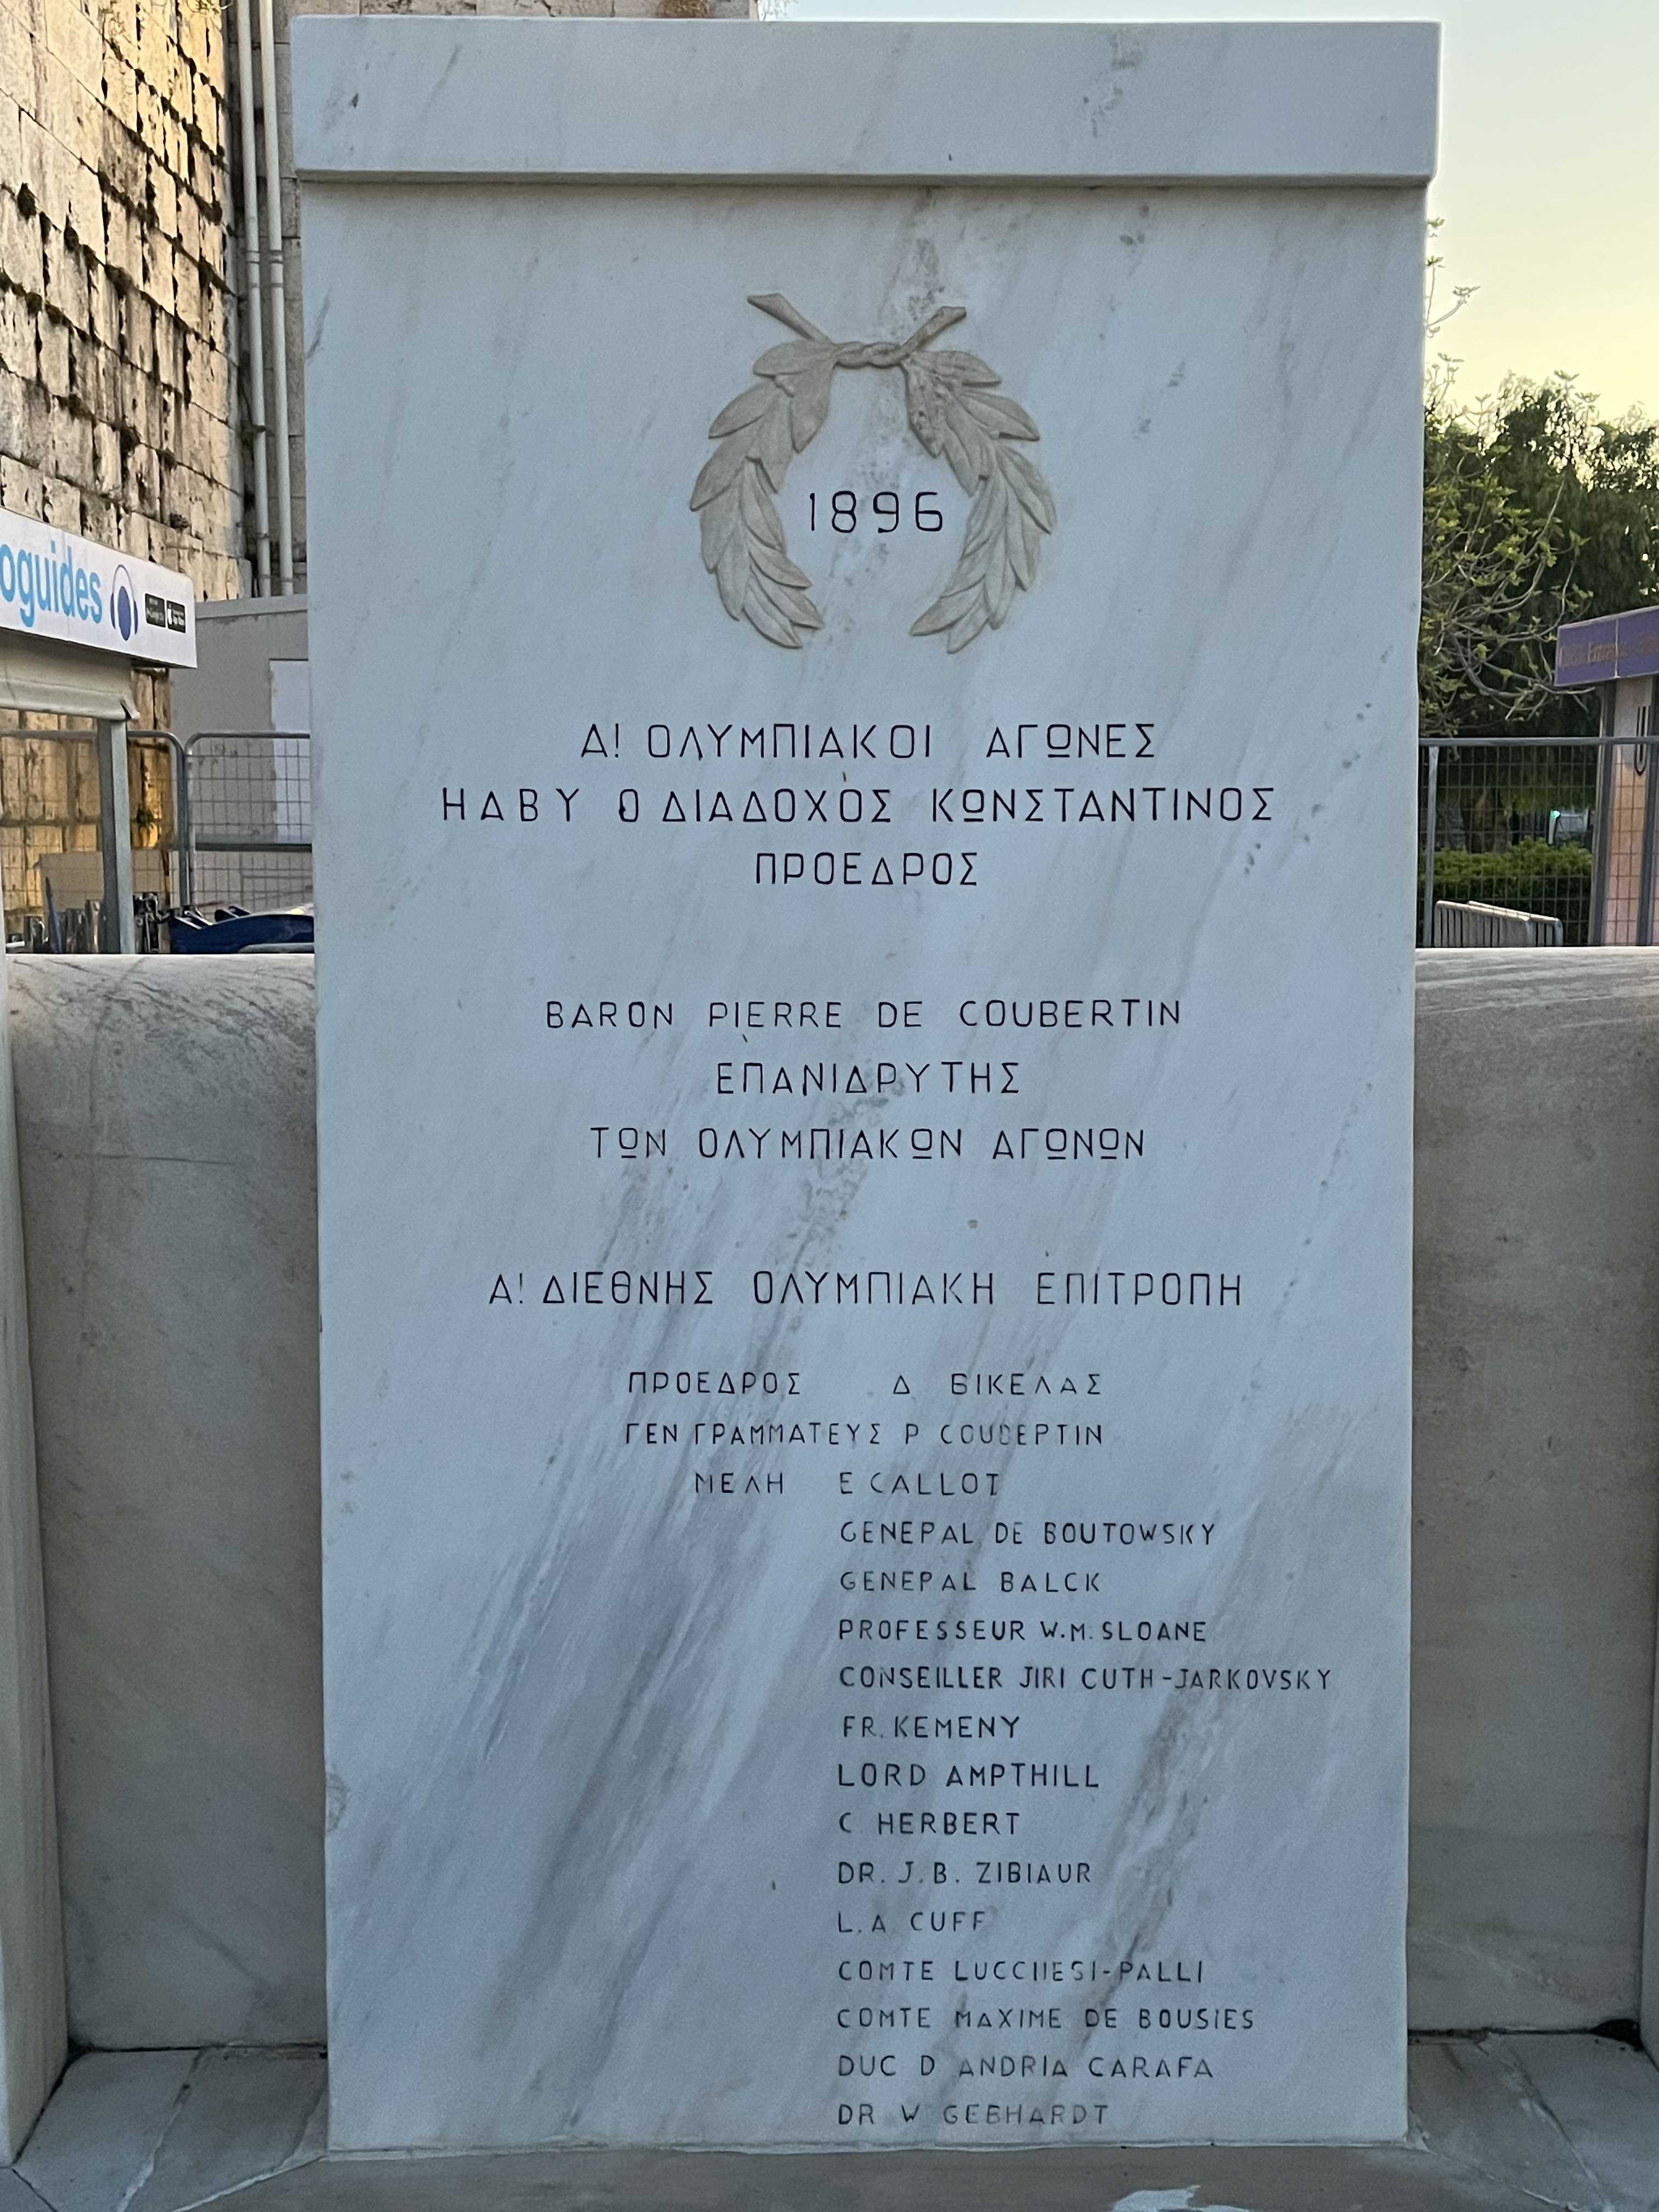 1896
Α! ΟΛΥΜΠΙΑΚΟΙ ΑΓΩΝΕΣ
Η Α Β Υ Ο ΔΙΑΔΟΧΟΣ ΚΩΝΣΤΑΝΤΙΝΟΣ
ΠΡΟΕΔΡΟΣ
BARON PIERRE DE COUBERTIN
ΕΠΑΝΙΔΡΥΤΗΣ
ΤΩΝ ΟΛΥΜΠΙΑΚΩΝ ΑΓΩΝΩΝ
Α! ΔΙΕΘΝΗΣ ΟΛΥΜΠΙΑΚΗ ΕΠΙΤΡΟΠΗ
ΠΡΟΕΔΡΟΣ Δ ΒΙΚΕΛΑΣ
ΓΕΝ ΓΡΑΜΜΑΤΕΥΣ P COUBEPTIN
ΜΕΛΗ E CALLOT
GENEPAL DE BOUTOWSKY
GENEPAL BALCK
PROFESSEUR W.M. SLOANE
CONSEILLER JIRI CUTH-JARKOVSKY
FR. KEMENY
LORD AMPTHILL
C HERBERT
DR. J.B. ZIBIAUR
L.A CUFF
COMTE LUCCHESI-PALLI
COMTE MAXIME DE BOUSIES
DUC D ANDRIA CARAFA
DR W GEBHARDT
oguides